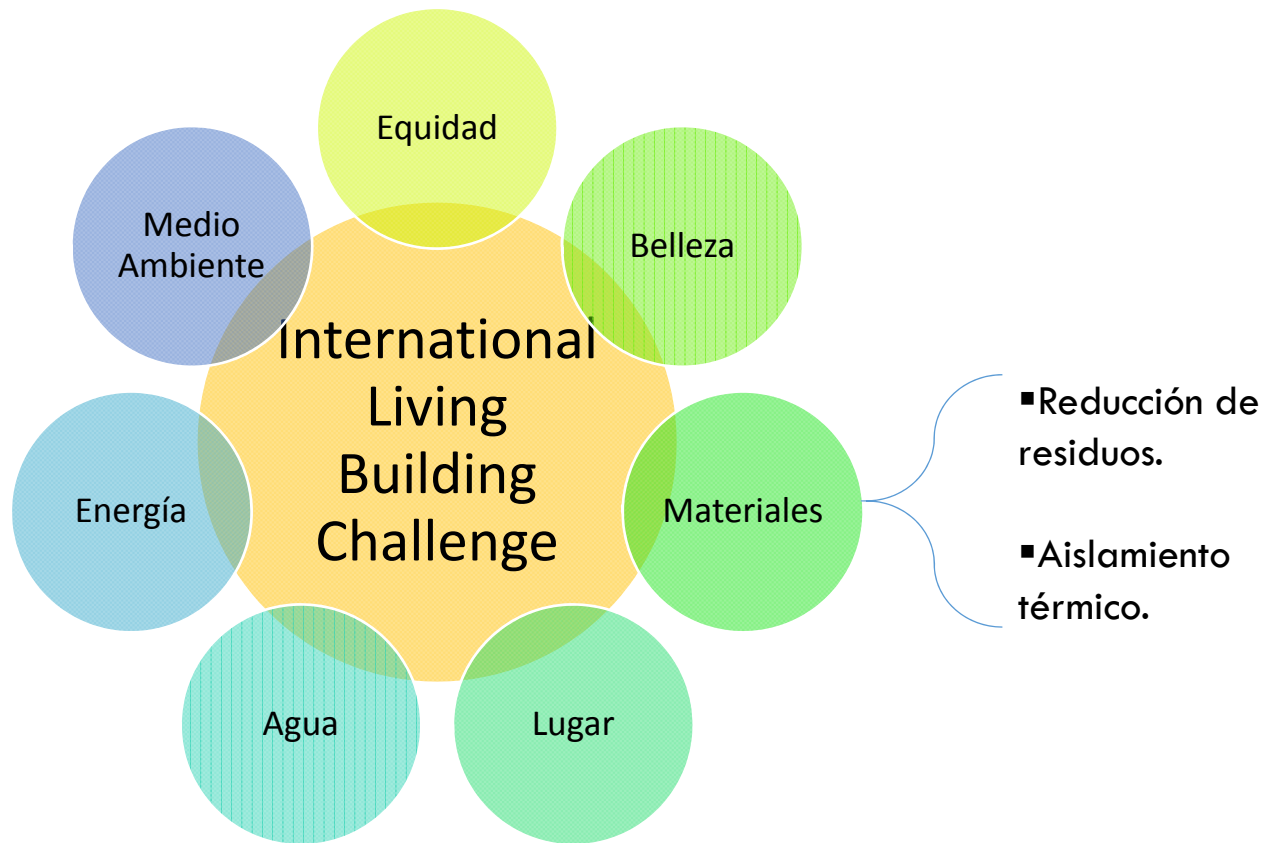 Equidad
Medio
Ambiente
Belleza
International
Living
Building
Challenge
Energía
Materiales
▪Reducción de
residuos.
▪Aislamiento
térmico.
Agua
Lugar